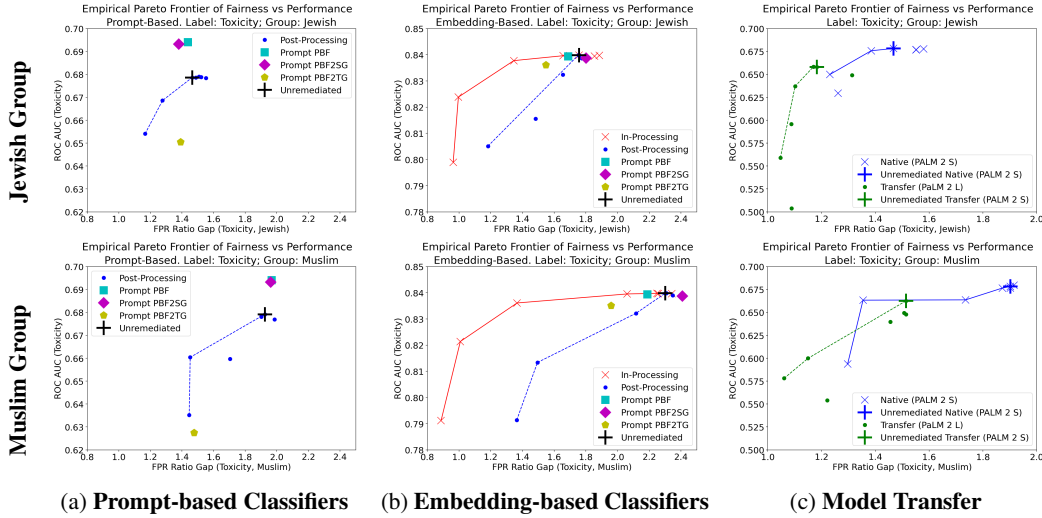 Jewish Group
Empirical Pareto Frontier of Fairness vs Performance
Prompt-Based. Label: Toxicity; Group: Jewish
ROC AUC (Toxicity)
0.70
0.69
0.68
0.67
0.66
0.65
0.64
0.63
0.62
Post-Processing
Prompt PBF
Prompt PBF2SG
Prompt PBF2TG
Unremediated
0.8 1.0 1.2 1.4 1.6 1.8 2.0 2.2 2.4
FPR Ratio Gap (Toxicity, Jewish)
Empirical Pareto Frontier of Fairness vs Performance
Embedding-Based. Label: Toxicity; Group: Jewish
ROC AUC (Toxicity)
0.85
0.84
0.83
0.82
0.81
0.80
0.79
0.78
In-Processing
Post-Processing
Prompt PBF
Prompt PBF2SG
Prompt PBF2TG
Unremediated
0.8 1.0 1.2 1.4 1.6 1.8 2.0 2.2 2.4
FPR Ratio Gap (Toxicity, Jewish)
Empirical Pareto Frontier of Fairness vs Performance
Label: Toxicity; Group: Jewish
ROC AUC (Toxicity)
0.700
0.675
0.650
0.625
0.600
0.575
0.550
0.525
0.500
Native (PALM 2 S)
Unremediated Native (PALM 2 S)
Transfer (PaLM 2 L)
Unremediated Transfer (PALM 2 S)
1.0 1.2 1.4 1.6 1.8 2.0
FPR Ratio Gap (Toxicity, Jewish)
Muslim Group
Empirical Pareto Frontier of Fairness vs Performance
Prompt-Based. Label: Toxicity; Group: Muslim
ROC AUC (Toxicity)
0.70
0.69
0.68
0.67
0.66
0.65
0.64
0.63
0.62
Post-Processing
Prompt PBF
Prompt PBF2SG
Prompt PBF2TG
Unremediated
0.8 1.0 1.2 1.4 1.6 1.8 2.0 2.2 2.4
FPR Ratio Gap (Toxicity, Muslim)
Empirical Pareto Frontier of Fairness vs Performance
Embedding-Based. Label: Toxicity; Group: Muslim
ROC AUC (Toxicity)
0.85
0.84
0.83
0.82
0.81
0.80
0.79
0.78
In-Processing
Post-Processing
Prompt PBF
Prompt PBF2SG
Prompt PBF2TG
Unremediated
0.8 1.0 1.2 1.4 1.6 1.8 2.0 2.2 2.4
FPR Ratio Gap (Toxicity, Muslim)
Empirical Pareto Frontier of Fairness vs Performance
Label: Toxicity; Group: Muslim
ROC AUC (Toxicity)
0.700
0.675
0.650
0.625
0.600
0.575
0.550
0.525
0.500
Native (PALM 2 S)
Unremediated Native (PALM 2 S)
Transfer (PaLM 2 L)
Unremediated Transfer (PALM 2 S)
1.0 1.2 1.4 1.6 1.8 2.0
FPR Ratio Gap (Toxicity, Muslim)
(a) Prompt-based Classifiers
(b) Embedding-based Classifiers
(c) Model Transfer